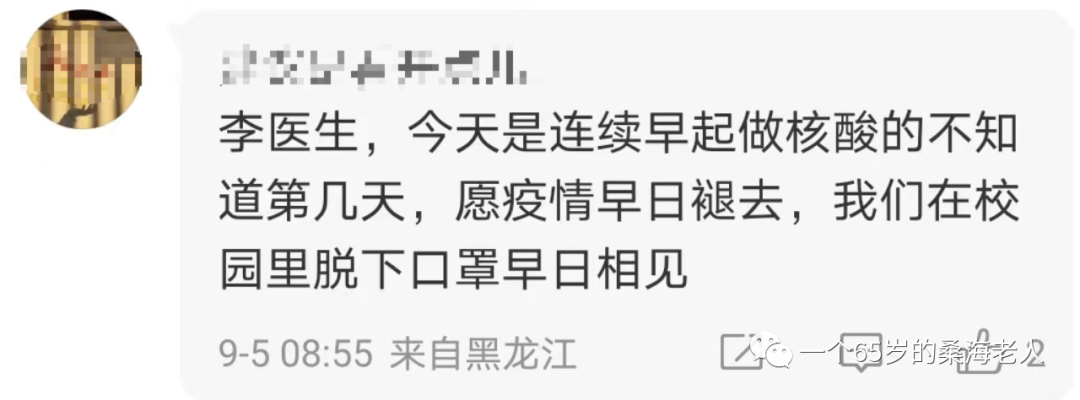 李医生，今天是连续早起做核酸的不知
道第几天，愿疫情早日褪去，我们在校
园里脱下口罩早日相见
9-5 08:55 来自黑龙江
一个65岁的桑海老人
2